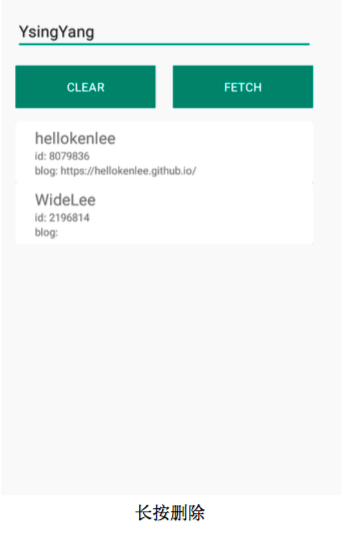 YsingYang
CLEAR
FETCH
hellokenlee
id: 8079836
blog: https://hellokenlee.github.io/
WideLee
id: 2196814
blog:
长按删除